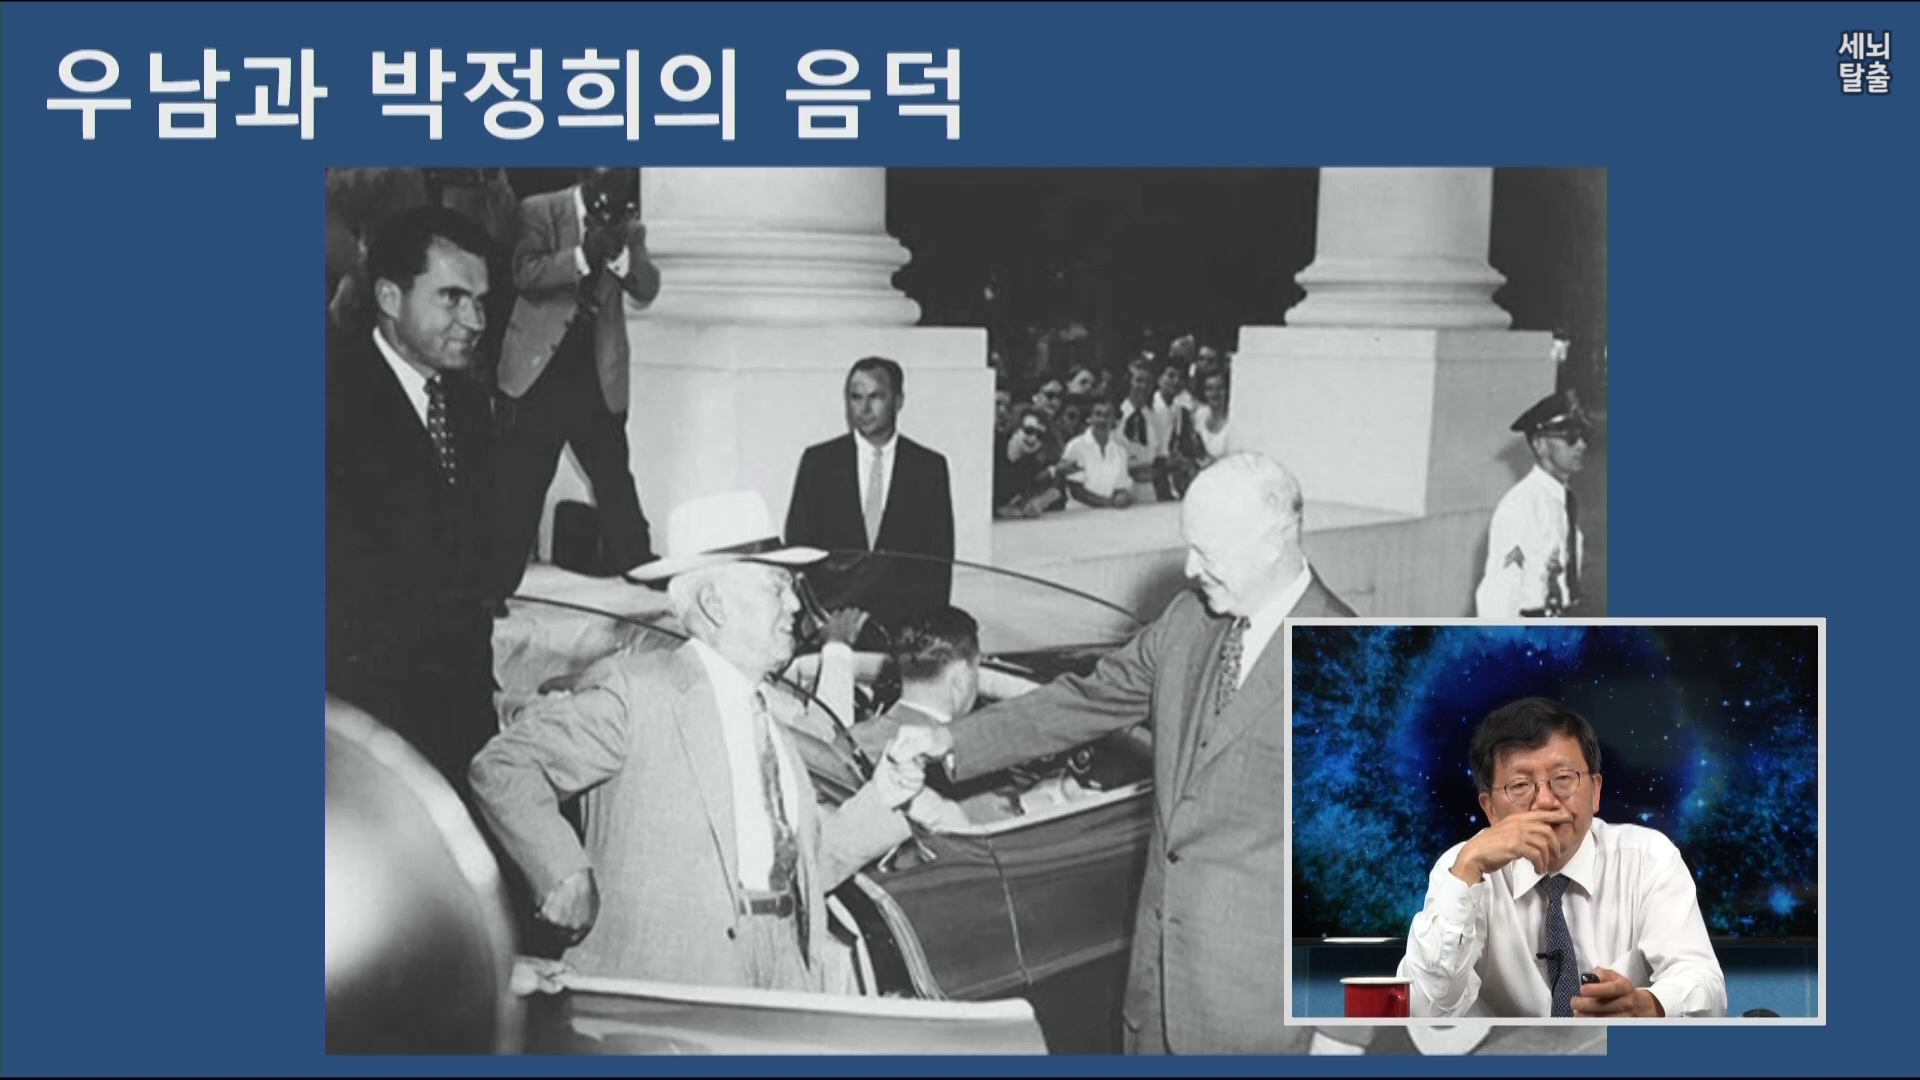 우남과 박정희의 음덕
세뇌
탈출